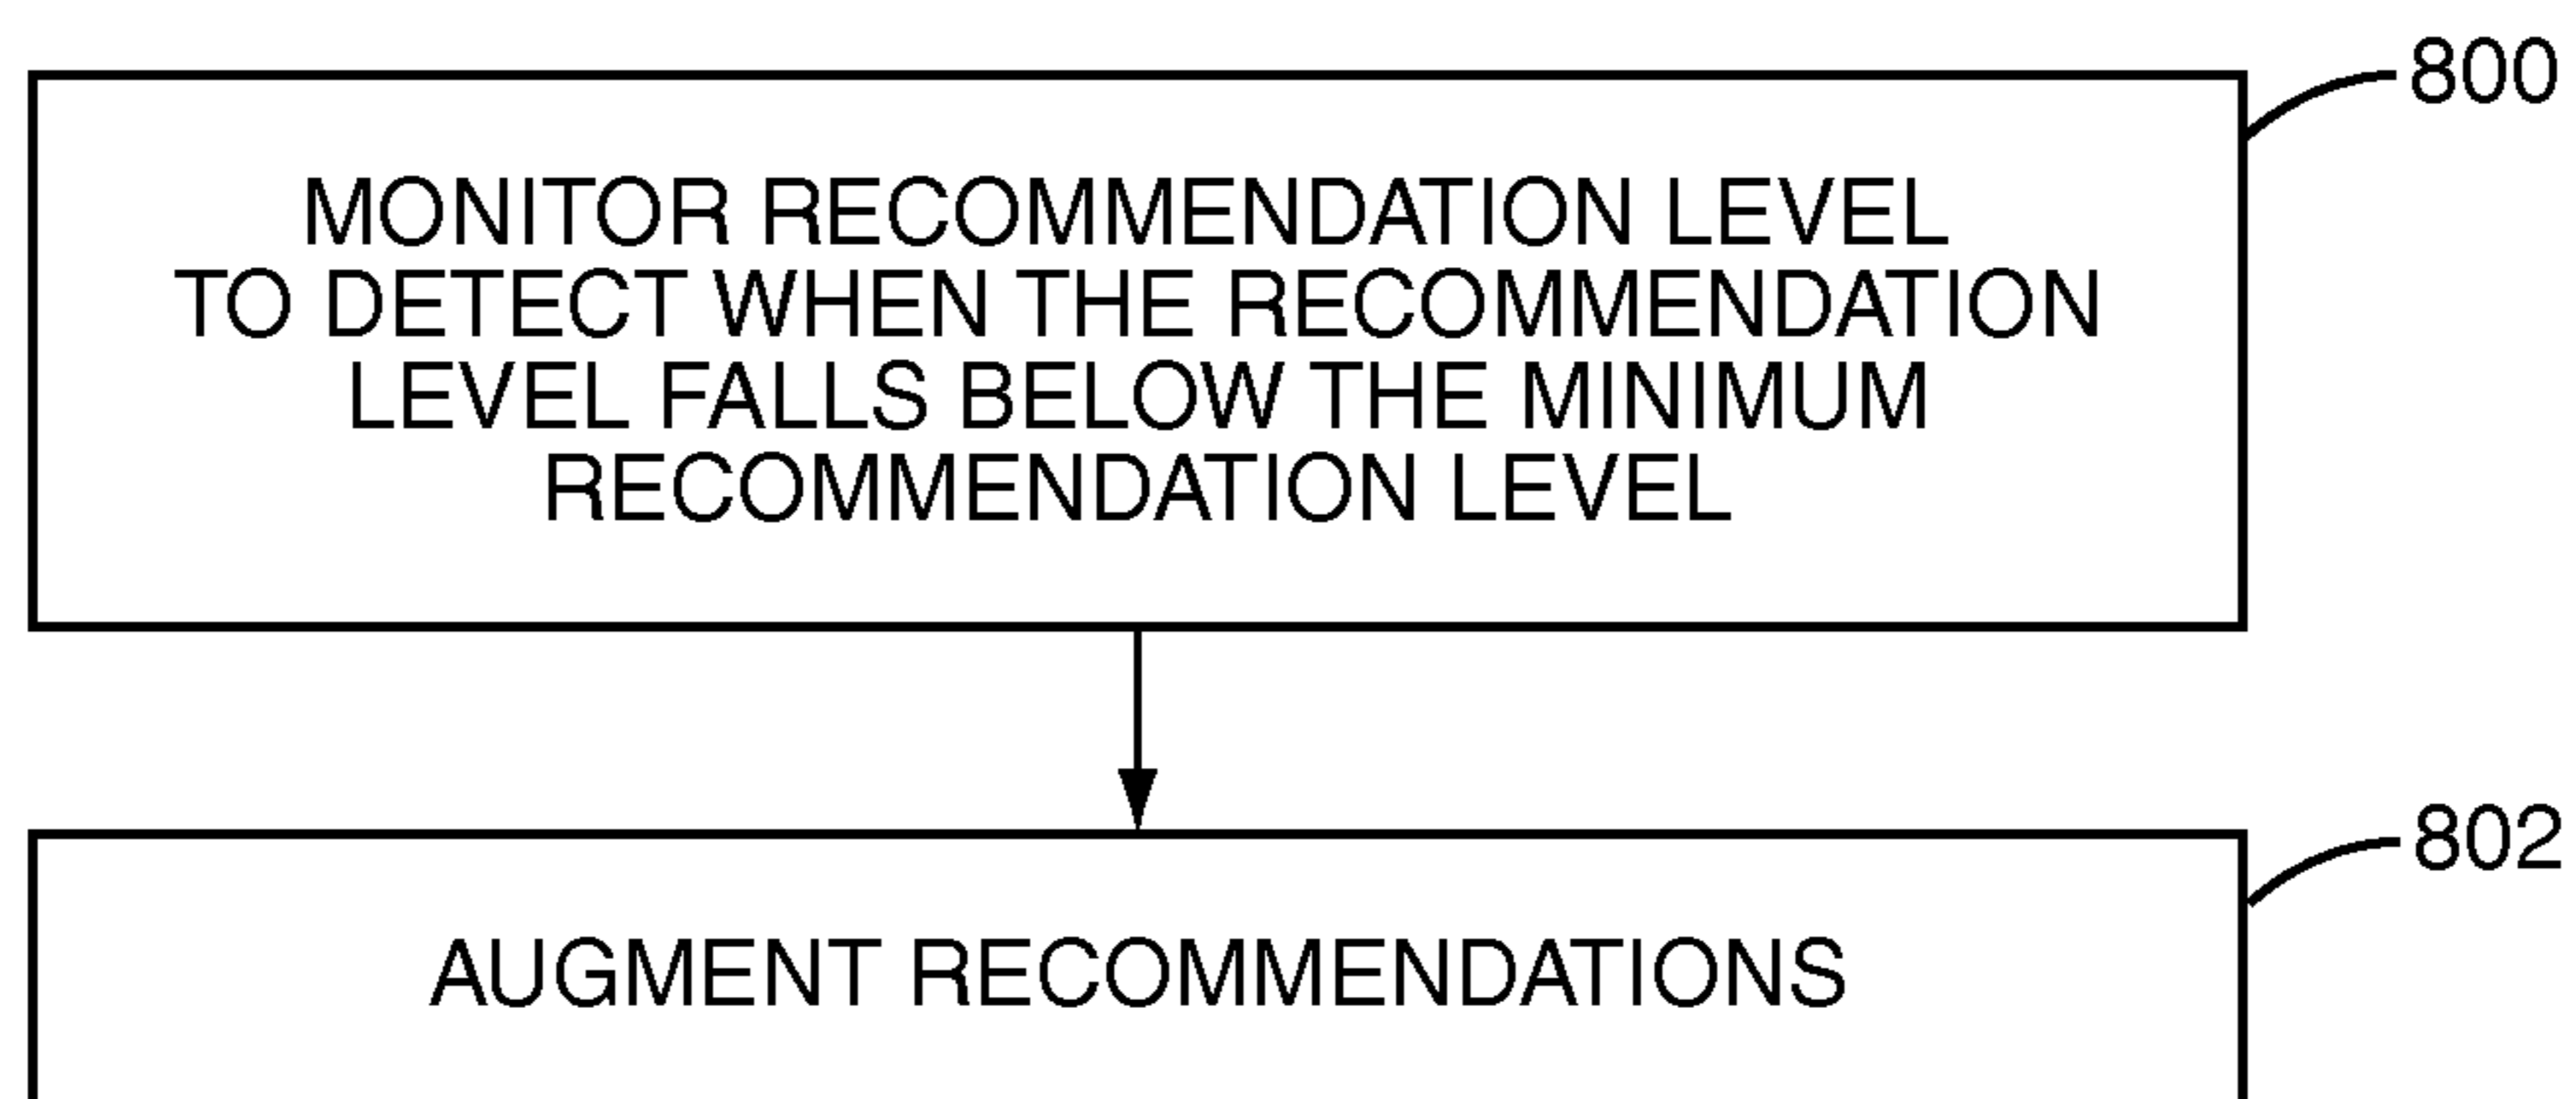 800
MONITOR RECOMMENDATION LEVEL
TO DETECT WHEN THE RECOMMENDATION
LEVEL FALLS BELOW THE MINIMUM
RECOMMENDATION LEVEL
802
AUGMENT RECOMMENDATIONS